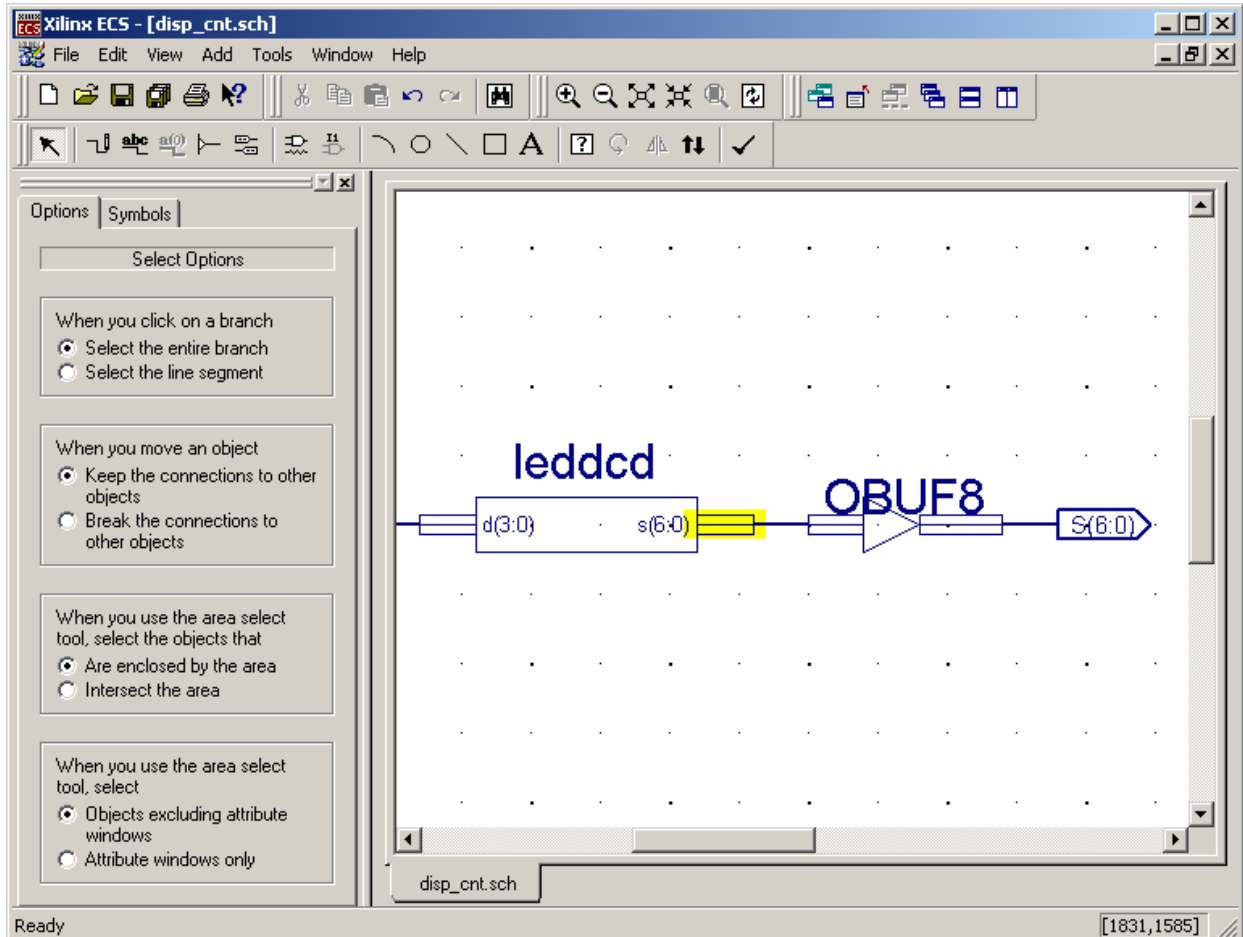 Xilinx ECS - [disp_cnt.sch]
File Edit View Add Tools Window Help
Options Symbols
Select Options
When you click on a branch
Select the entire branch
Select the line segment
When you move an object
Keep the connections to other
objects
Break the connections to
other objects
When you use the area select
tool, select the objects that
Are enclosed by the area
Intersect the area
When you use the area select
tool, select
Objects excluding attribute
windows
Attribute windows only
leddcd
d(3:0)
s(6:0)
OBUF8
S(6:0)
disp_cnt.sch
Ready
[1831,1585]